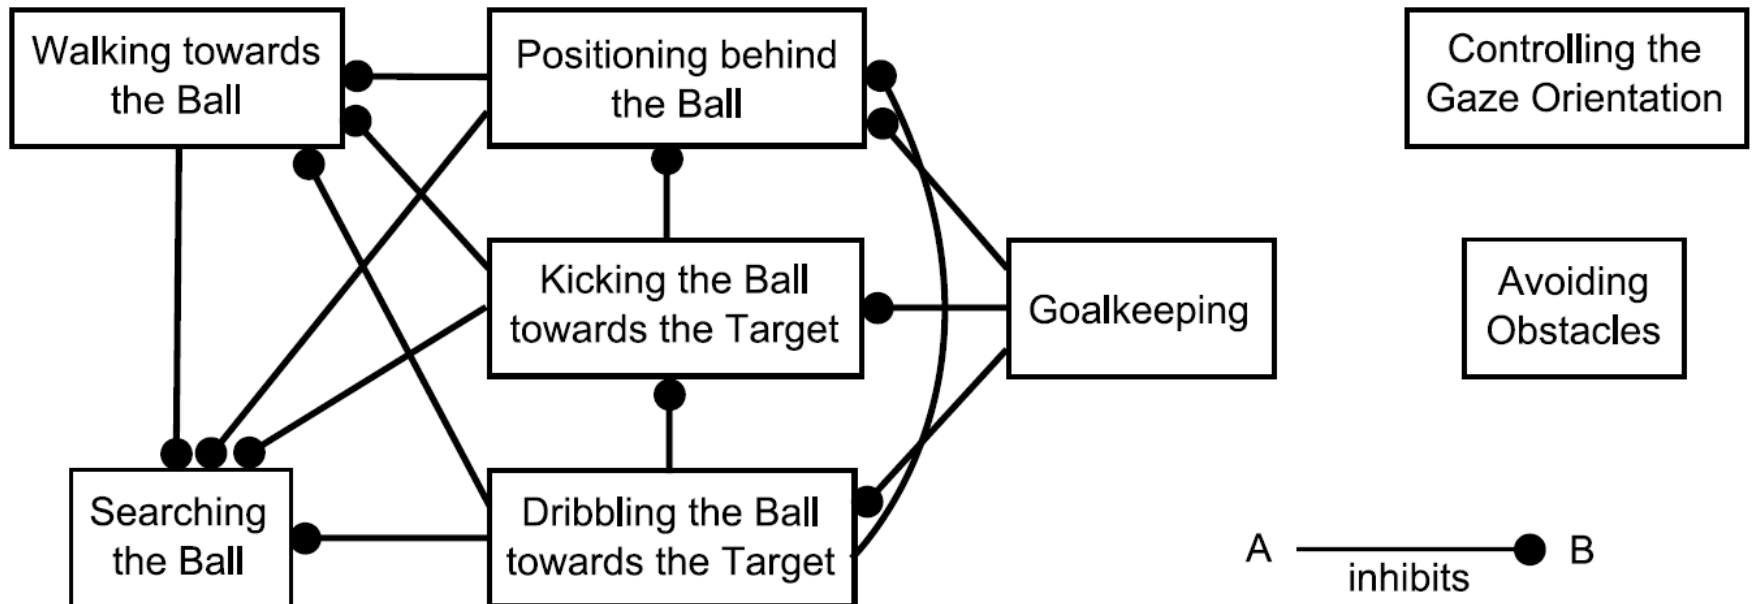 Walking towards
the Ball
Positioning behind
the Ball
Controlling the
Gaze Orientation
Kicking the Ball
towards the Target
Goalkeeping
Avoiding
Obstacles
Searching
the Ball
Dribbling the Ball
towards the Target
A
B
inhibits